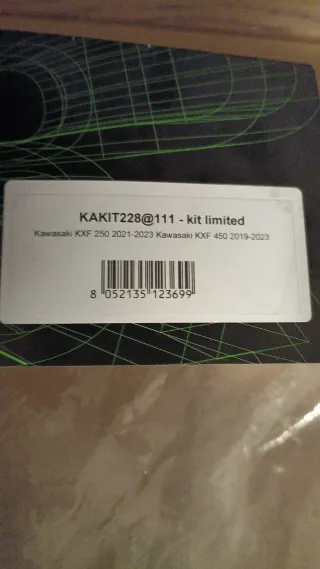 KAKIT228@111 - kit limited
Kawasaki KXF 250 2021-2023 Kawasaki KXF 450 2019-2023
8 052135 123699